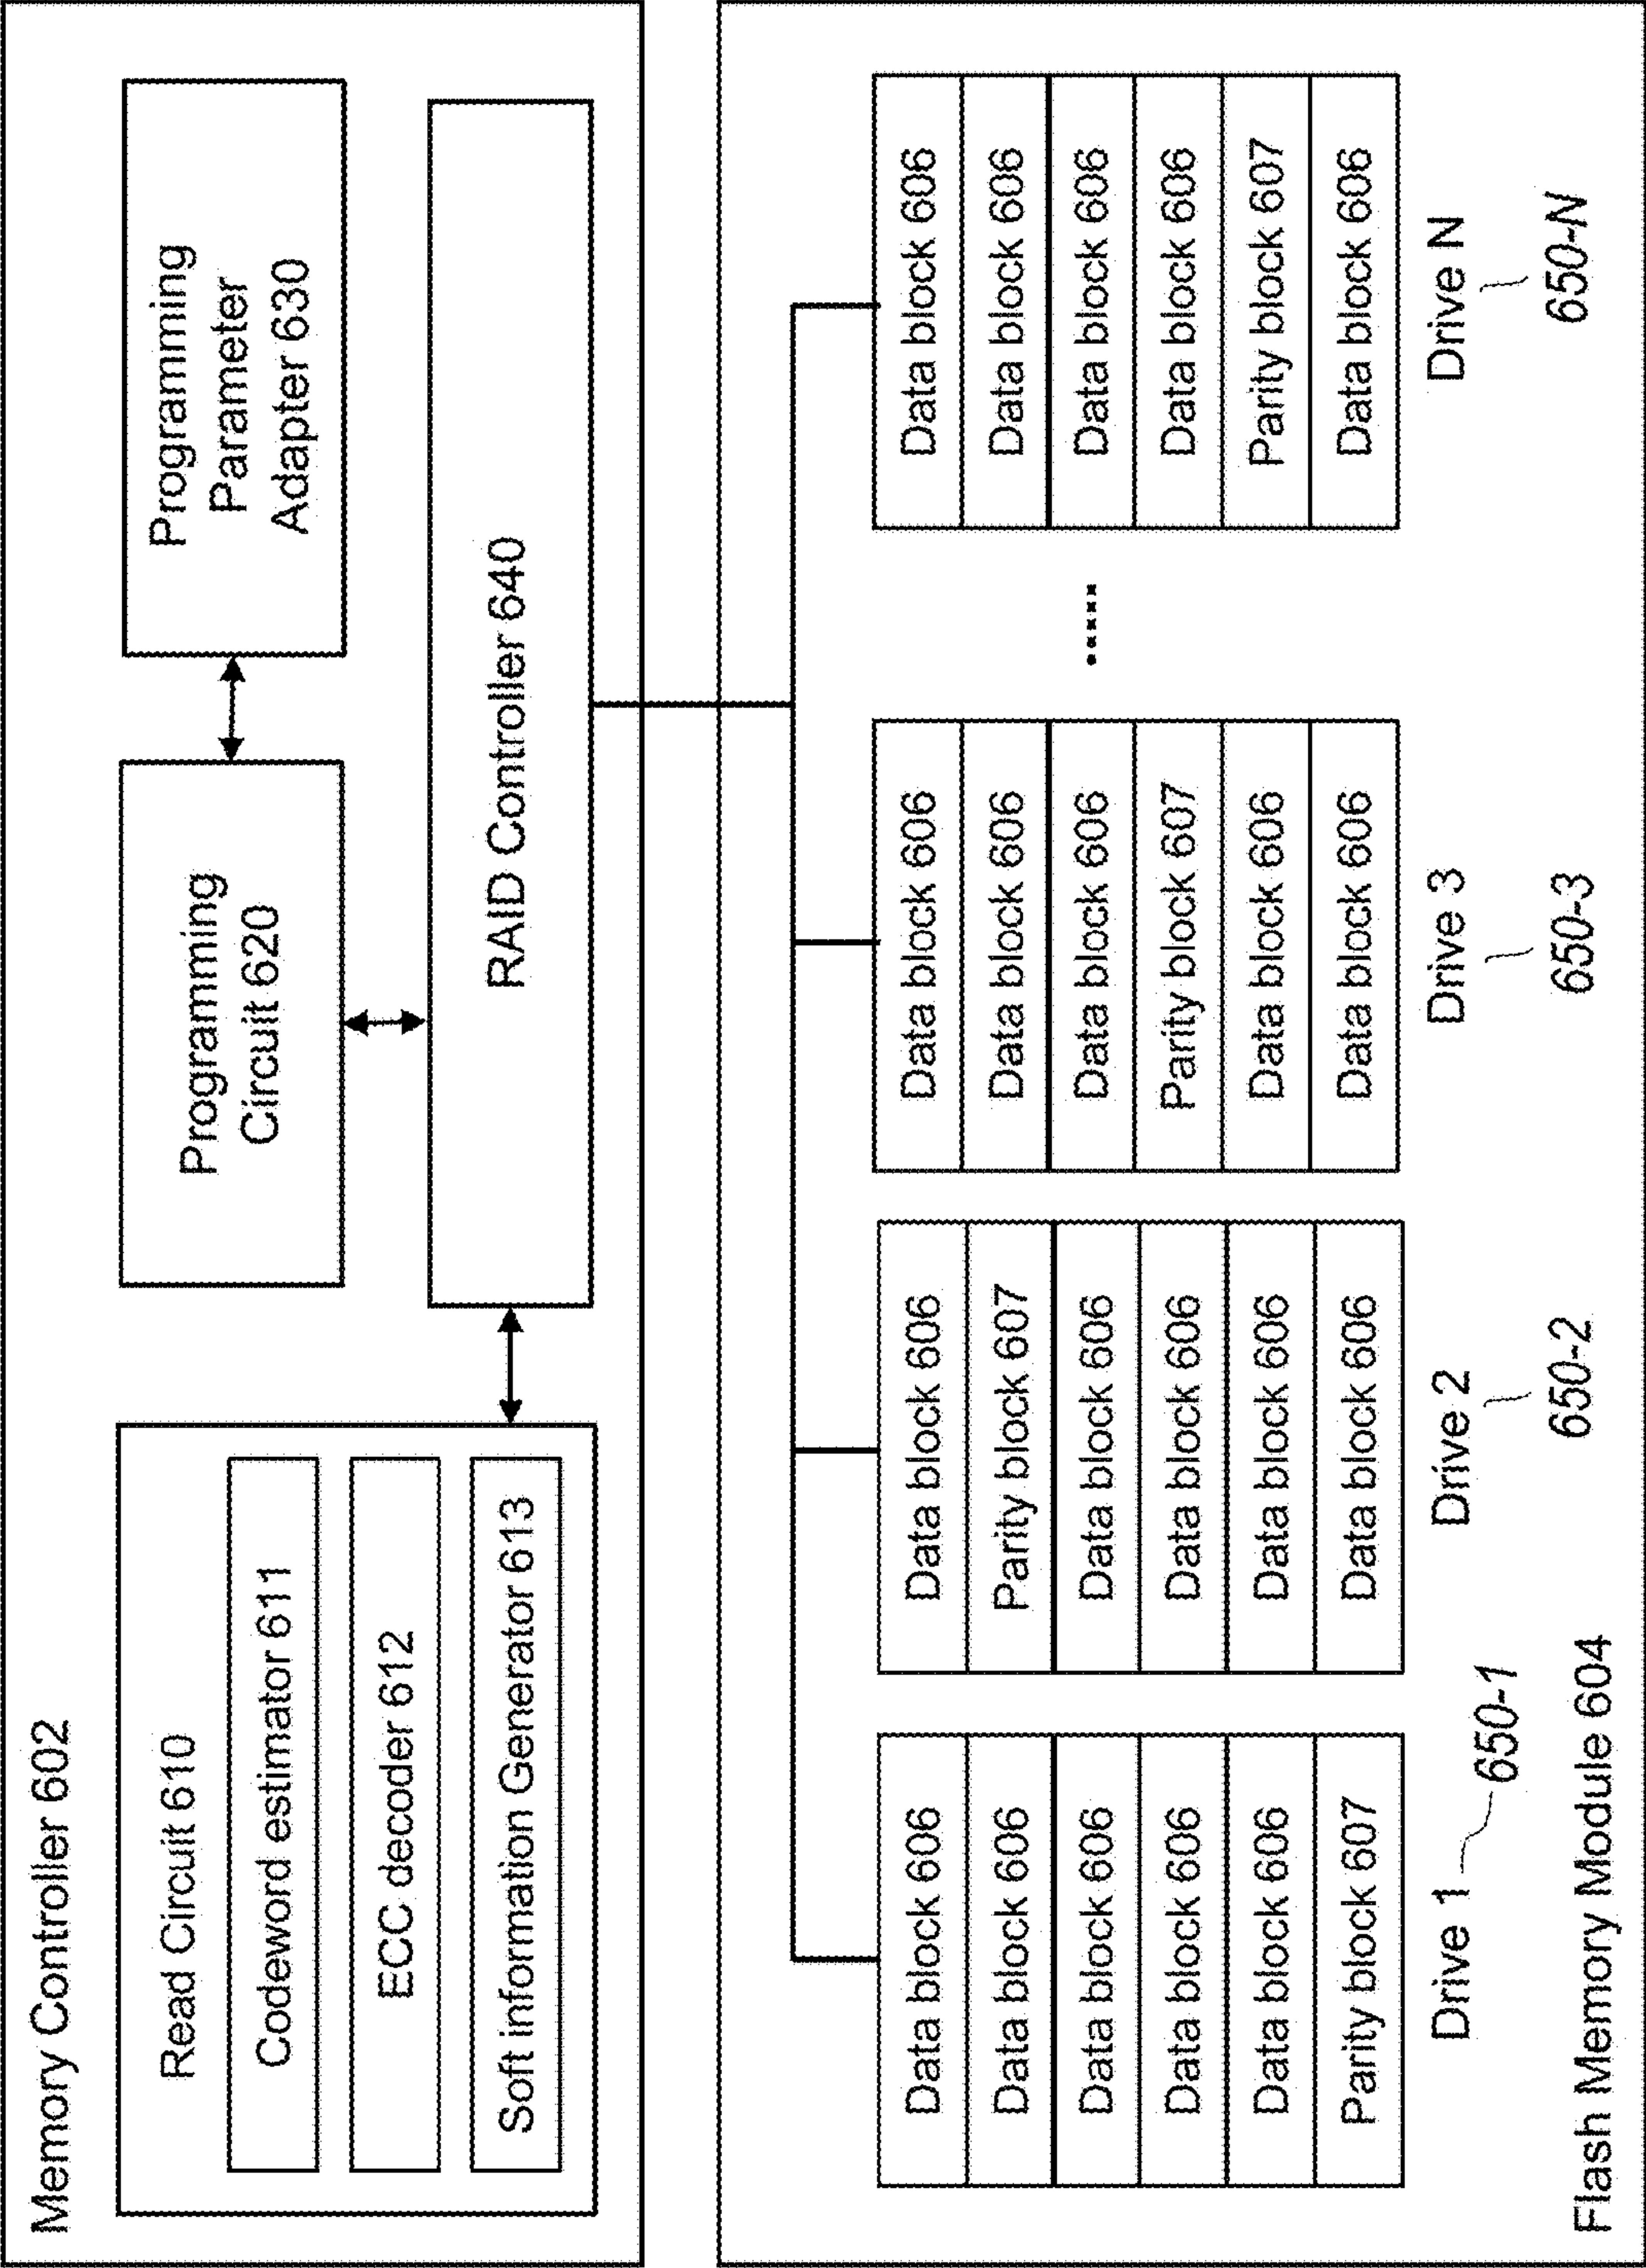 Memory Controller 602
Read Circuit 610
Codeword estimator 611
ECC decoder 612
Soft information Generator 613
Programming
Circuit 620
Programming
Parameter
Adapter 630
RAID Controller 640
Data block 606
Data block 606
Data block 606
Data block 606
Data block 606
Parity block 607
Drive 1
650-1
Data block 606
Parity block 607
Data block 606
Data block 606
Data block 606
Data block 606
Drive 2
650-2
Data block 606
Data block 606
Data block 606
Parity block 607
Data block 606
Data block 606
Drive 3
650-3
Data block 606
Data block 606
Data block 606
Data block 606
Parity block 607
Data block 606
Drive N
650-N
Flash Memory Module 604